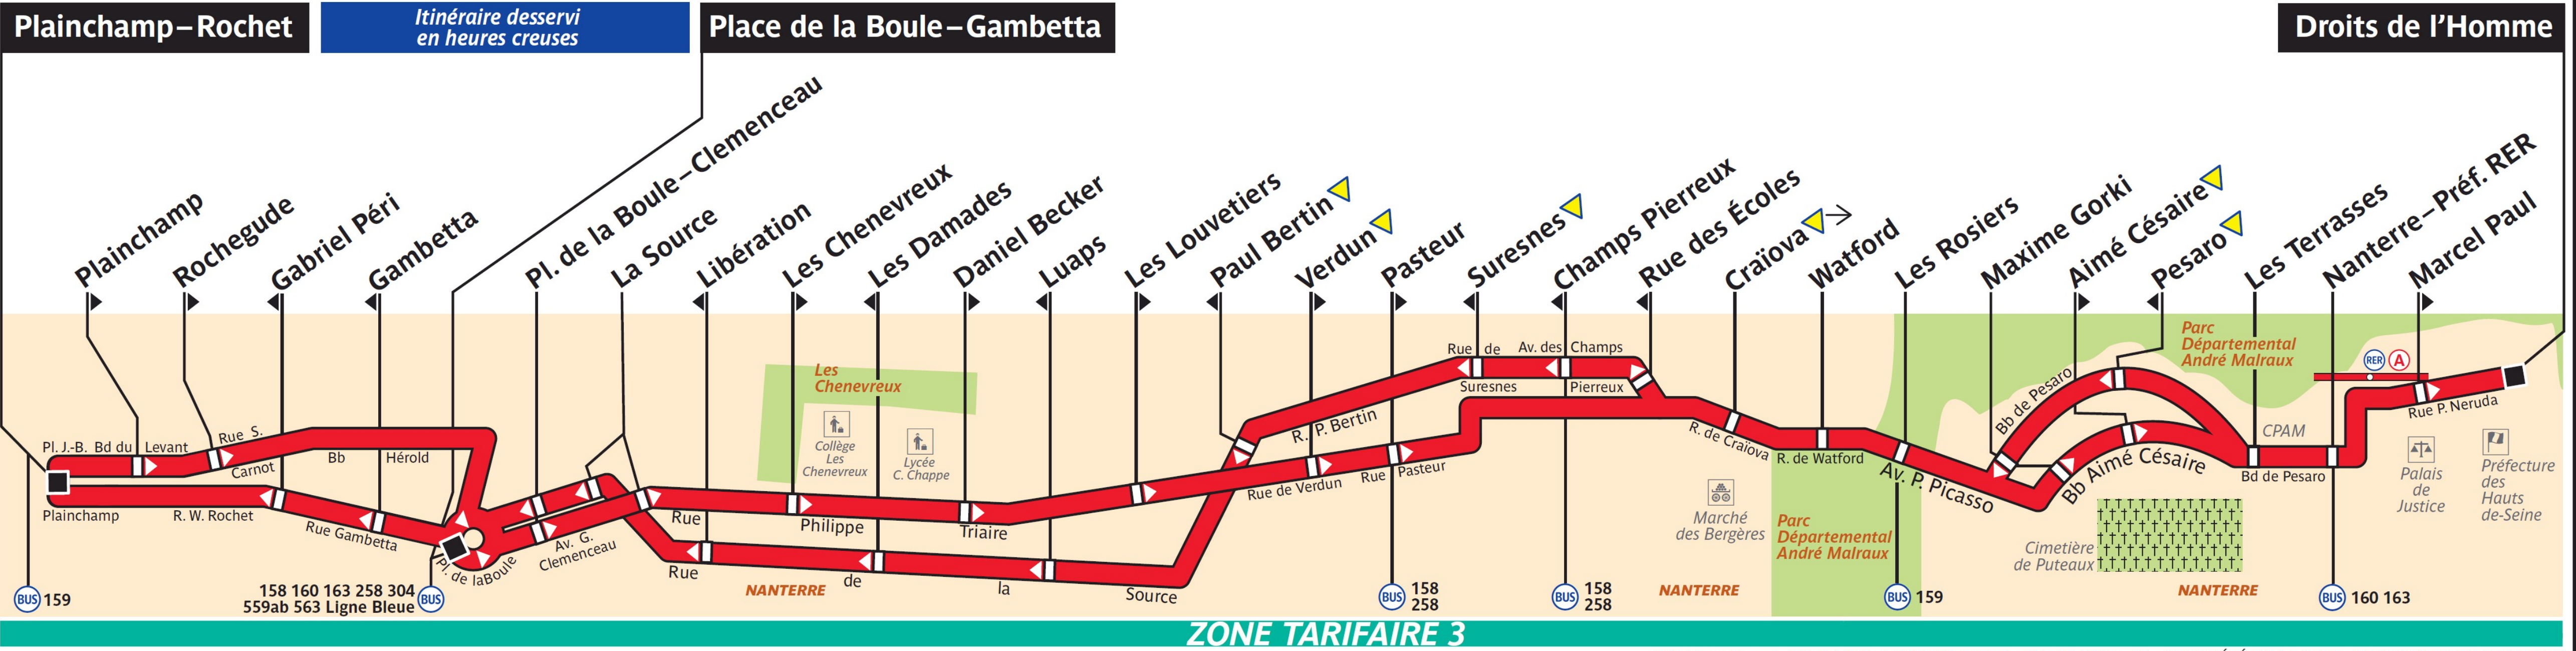 Plainchamp–Rochet
Itinéraire desservi
en heures creuses
Place de la Boule–Gambetta
Droits de l'Homme
Plainchamp
Rochegude
Gabriel Péri
Gambetta
Pl. de la Boule–Clemenceau
La Source
Libération
Les Chenevreux
Les Damades
Daniel Becker
Luaps
Les Louvetiers
Paul Bertin
Verdun
Pasteur
Suresnes
Champs Pierreux
Rue des Écoles
Craïova
Watford
Les Rosiers
Maxime Gorki
Aimé Césaire
Pesaro
Les Terrasses
Nanterre–Préf. RER
Marcel Paul
Pl. J.-B.
Plainchamp
Bd du Levant
Rue S.
Carnot
Bb Hérold
R. W. Rochet
Rue Gambetta
Pl. de laBoule
Av. G.
Clemenceau
Rue Philippe Triaire
Rue de la Source
Les
Chenevreux
Collège
Les
Chenevreux
Lycée
C. Chappe
R. P. Bertin
Rue de Verdun
Rue Pasteur
Rue de
Suresnes
Av. des Champs
Pierreux
R. de Craïova
R. de Watford
Av. P. Picasso
Bb de Pesaro
Bb Aimé Césaire
Bd de Pesaro
Rue P. Neruda
Marché
des Bergères
Parc
Départemental
André Malraux
Parc
Départemental
André Malraux
Cimetière
de Puteaux
CPAM
RER A
Palais
de
Justice
Préfecture
des
Hauts
de-Seine
BUS 159
158 160 163 258 304
559ab 563 Ligne Bleue BUS
NANTERRE
BUS 158
258
BUS 158
258
NANTERRE
BUS 159
NANTERRE
BUS 160 163
ZONE TARIFAIRE 3